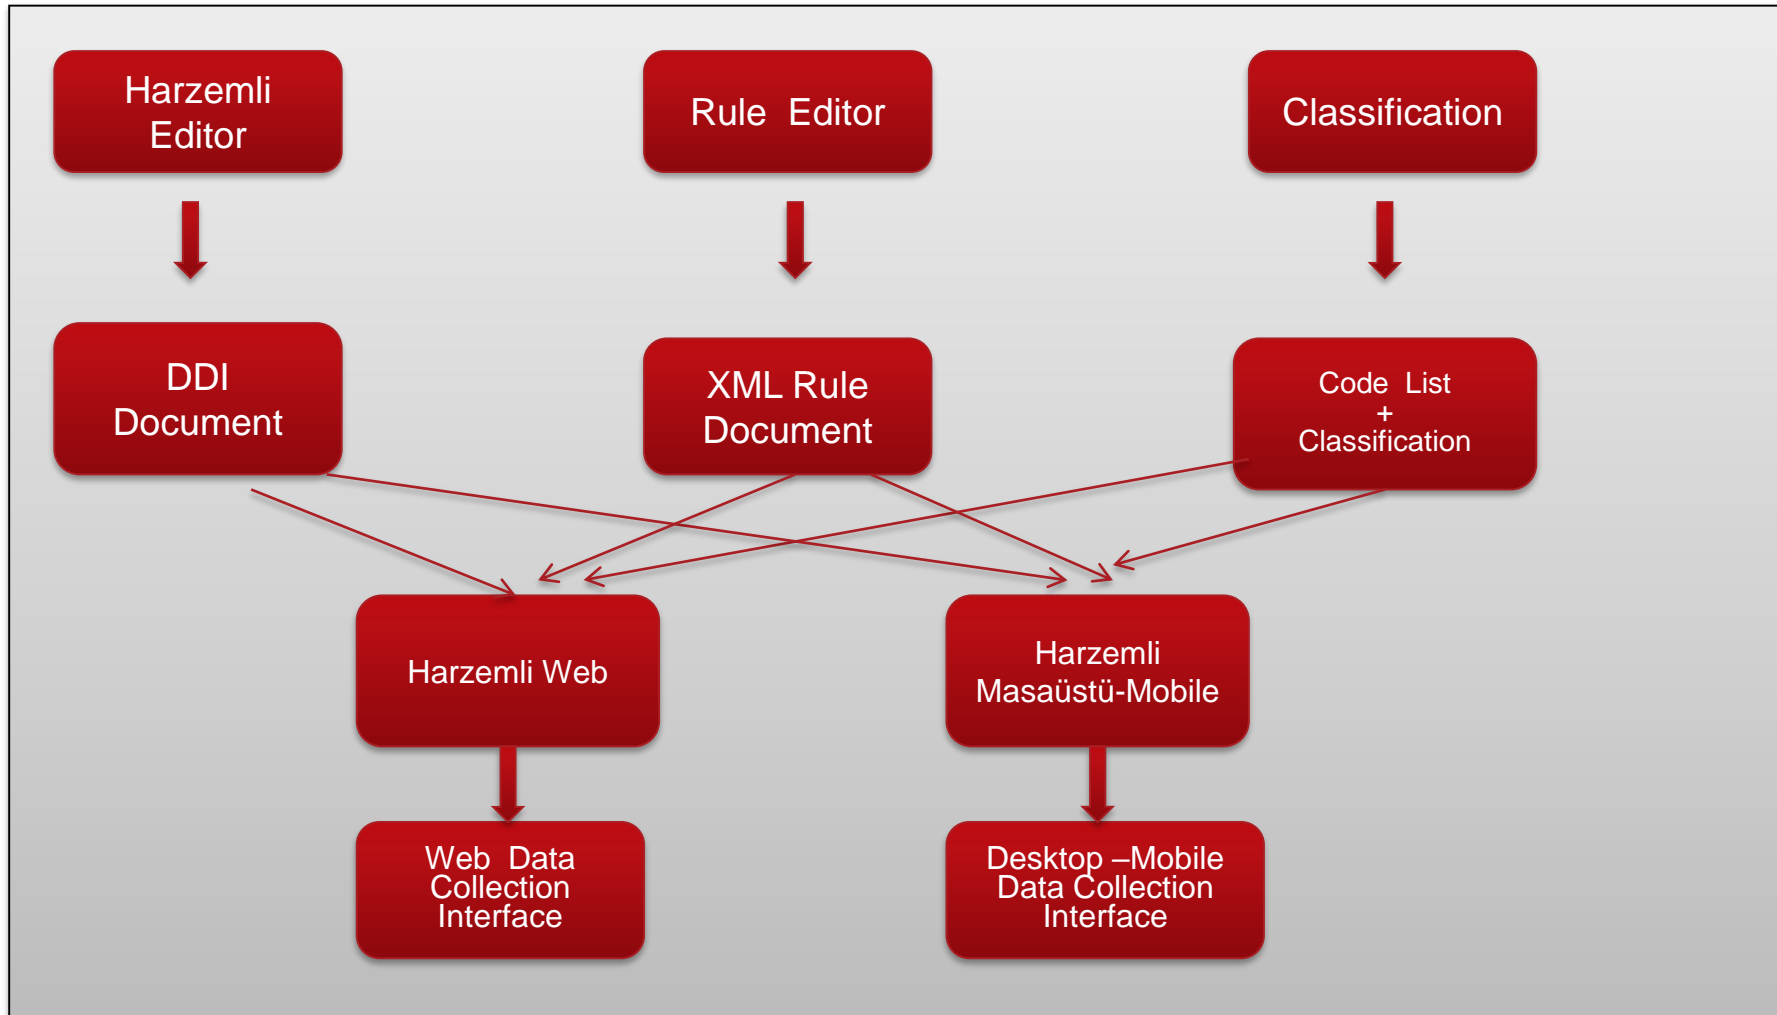 Harzemli
Editor
Rule Editor
Classification
DDI
Document
XML Rule
Document
Code List
+
Classification
Harzemli Web
Harzemli
Masaüstü-Mobile
Web Data
Collection
Interface
Desktop –Mobile
Data Collection
Interface